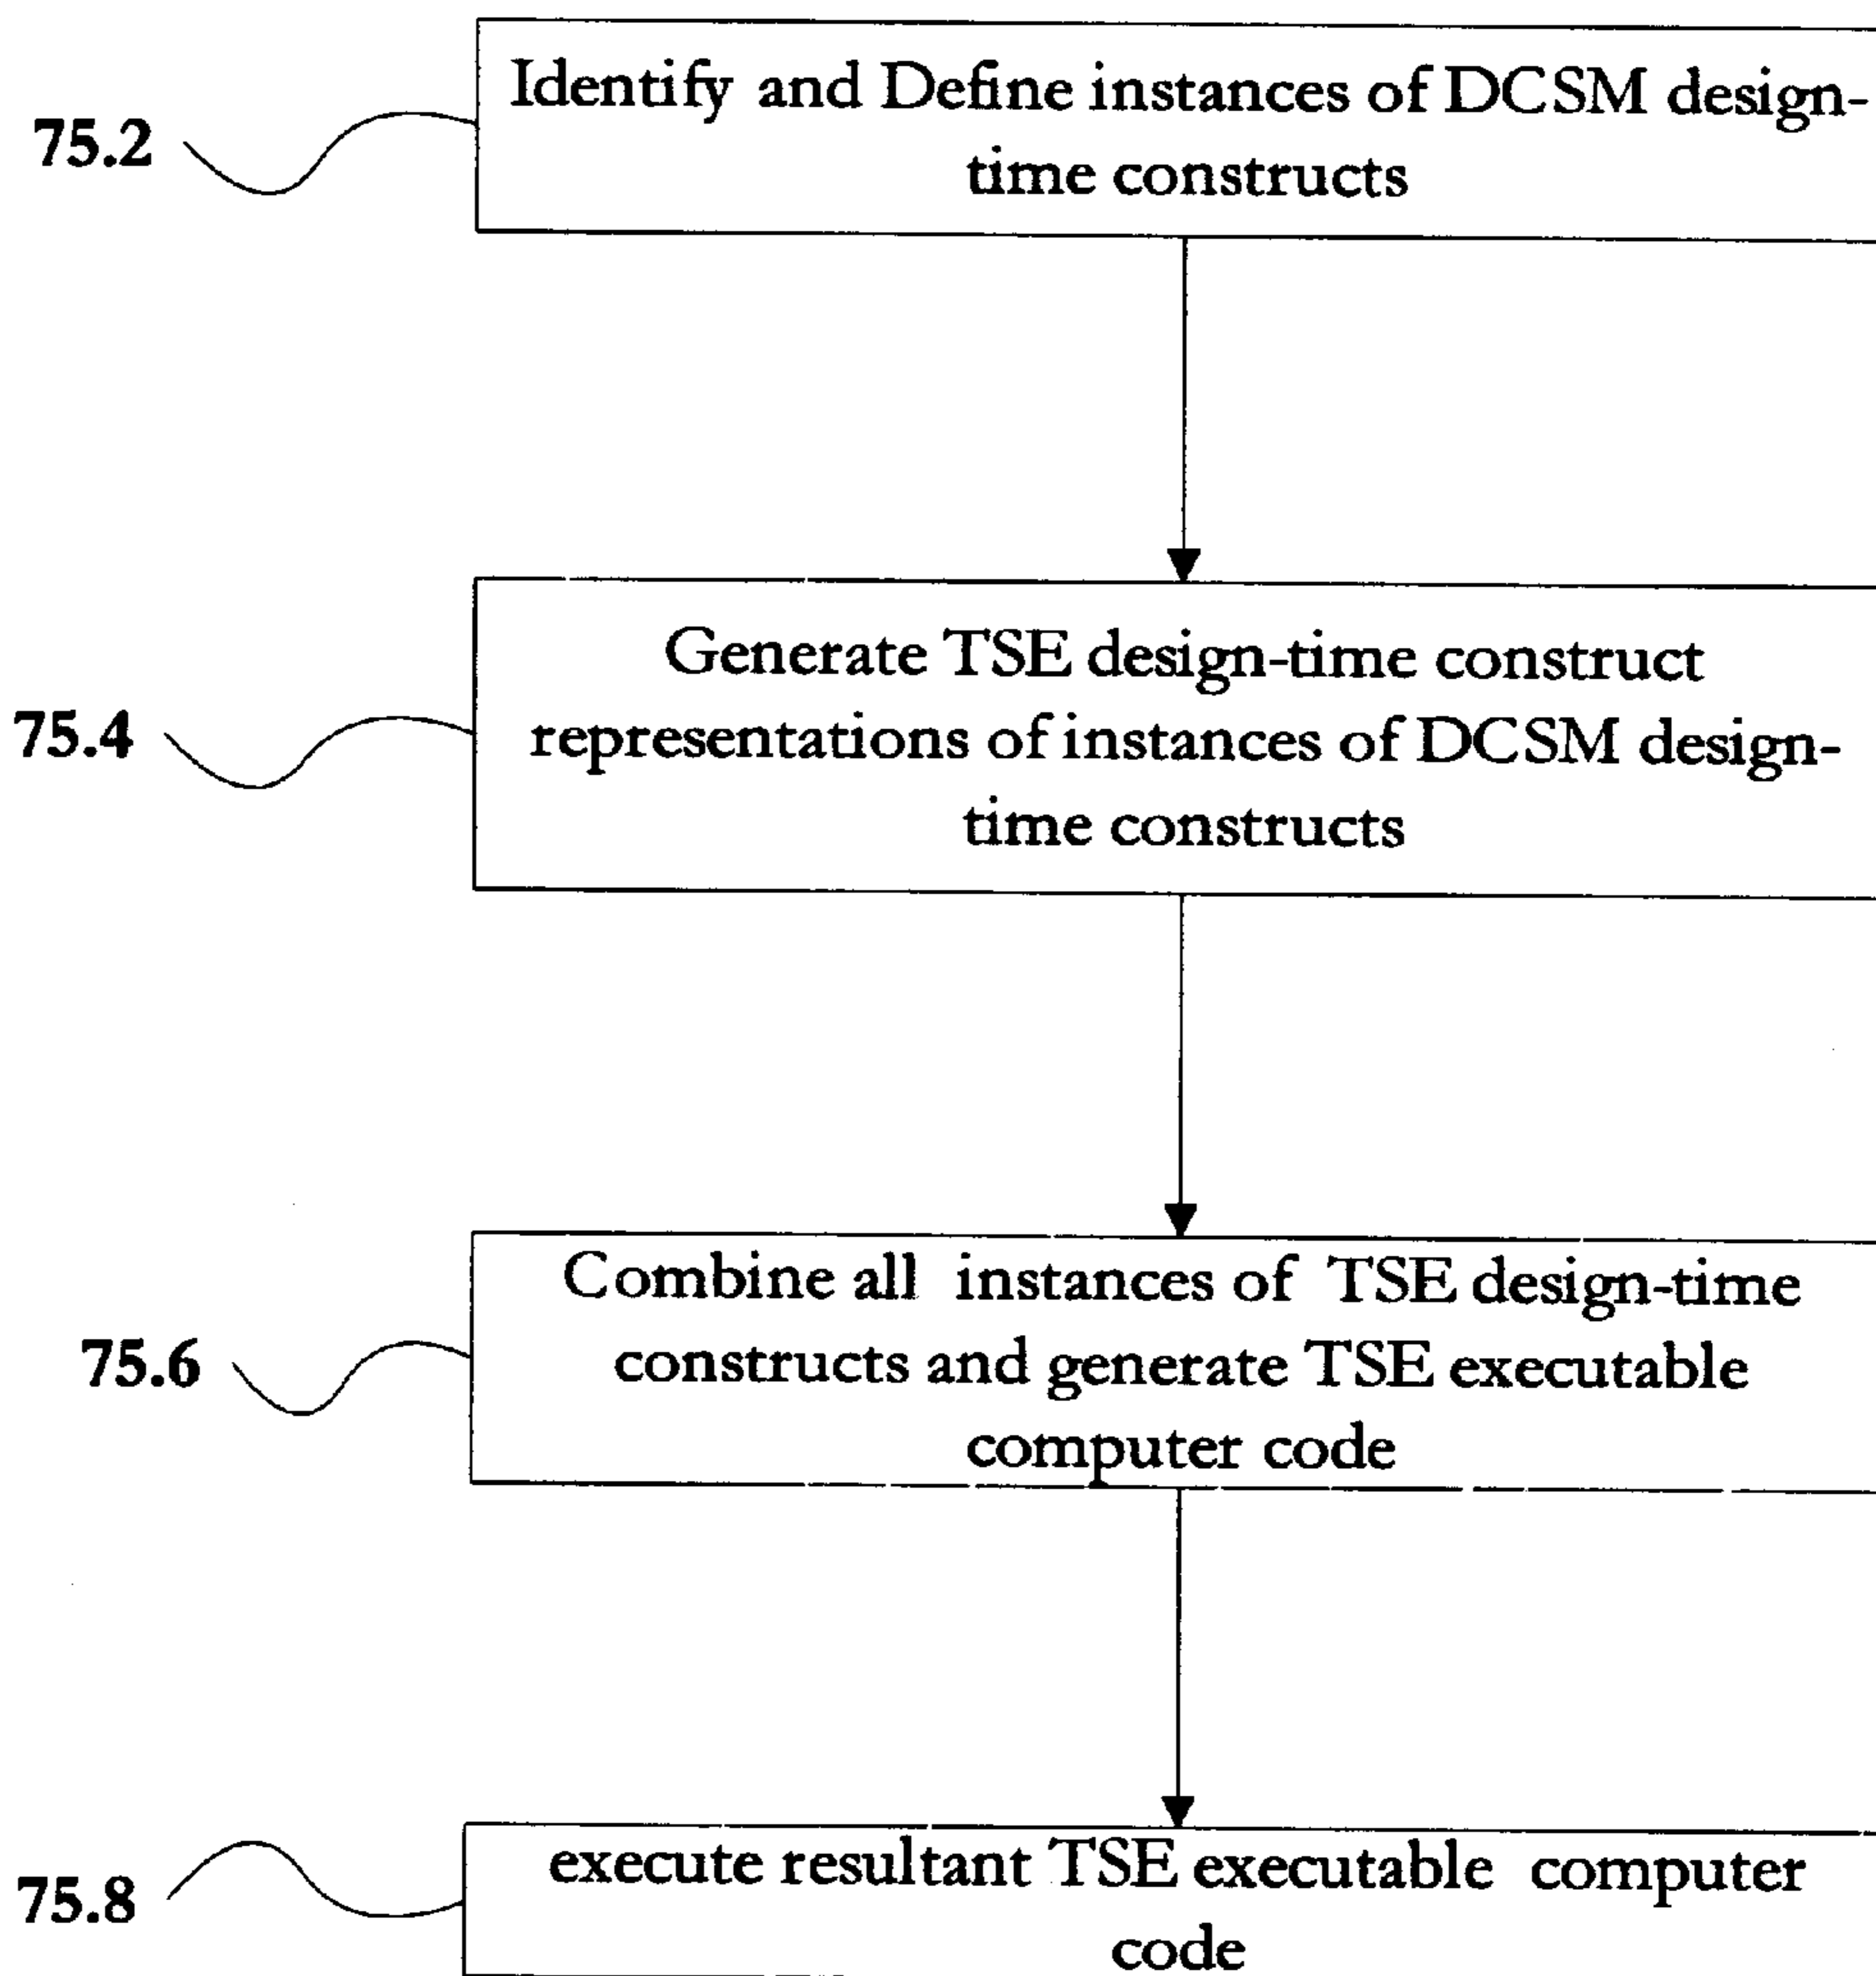 Identify and Define instances of DCSM design-
75.2
time constructs
Generate TSE design-time construct
75.4
representations of instances of DCSM design-
time constructs
Combine all instances of TSE design-time
75.6
constructs and generate TSE executable
computer code
execute resultant TSE executable computer
75.8
code